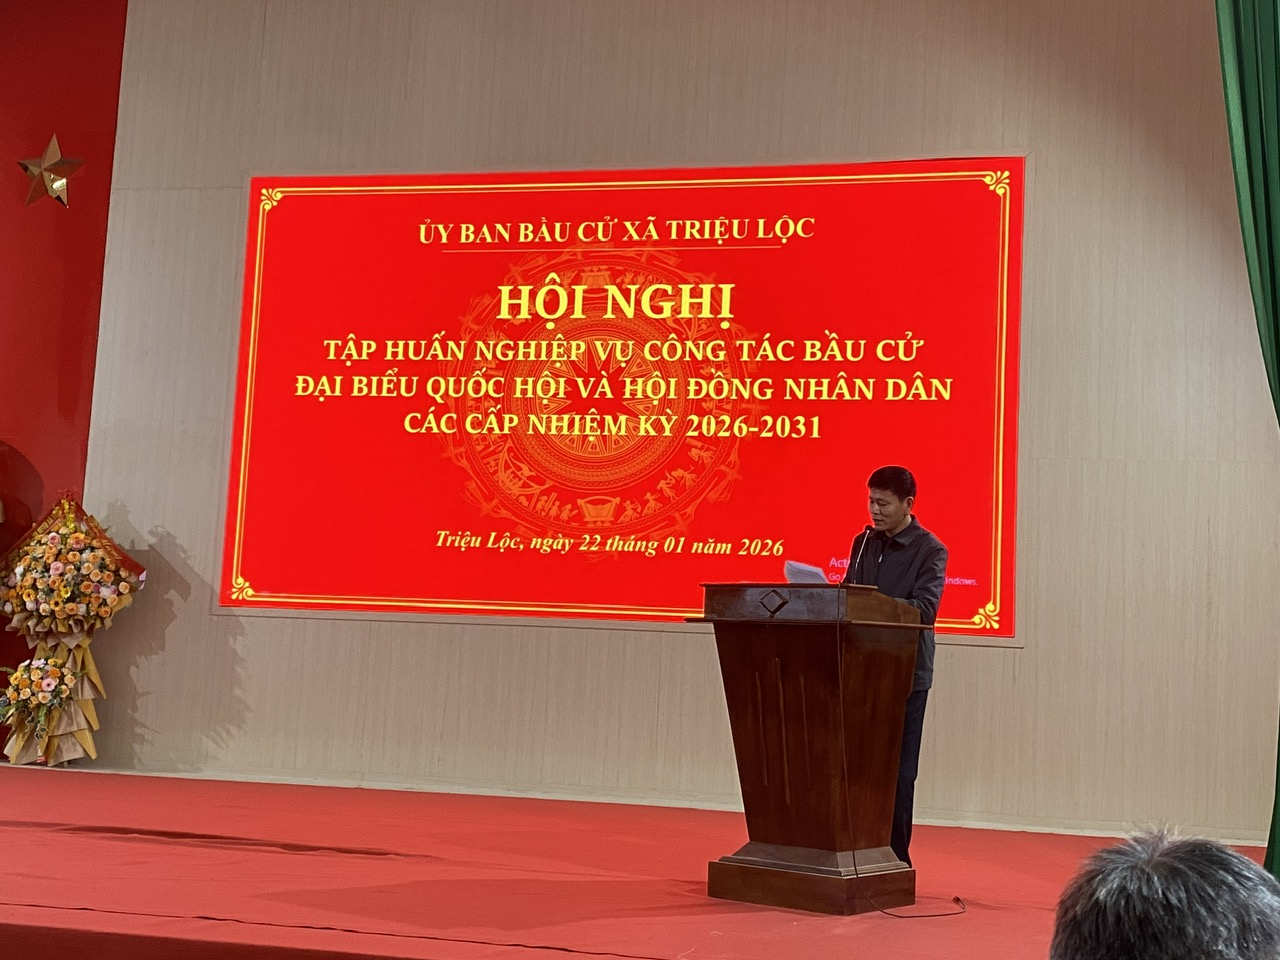 ỦY BAN BẦU CỬ XÃ TRIỆU LỘC
HỘI NGHỊ
TẬP HUẤN NGHIỆP VỤ CÔNG TÁC BẦU CỬ
ĐẠI BIỂU QUỐC HỘI VÀ HỘI ĐỒNG NHÂN DÂN
CÁC CẤP NHIỆM KỲ 2026-2031
Triệu Lộc, ngày 22 tháng 01 năm 2026